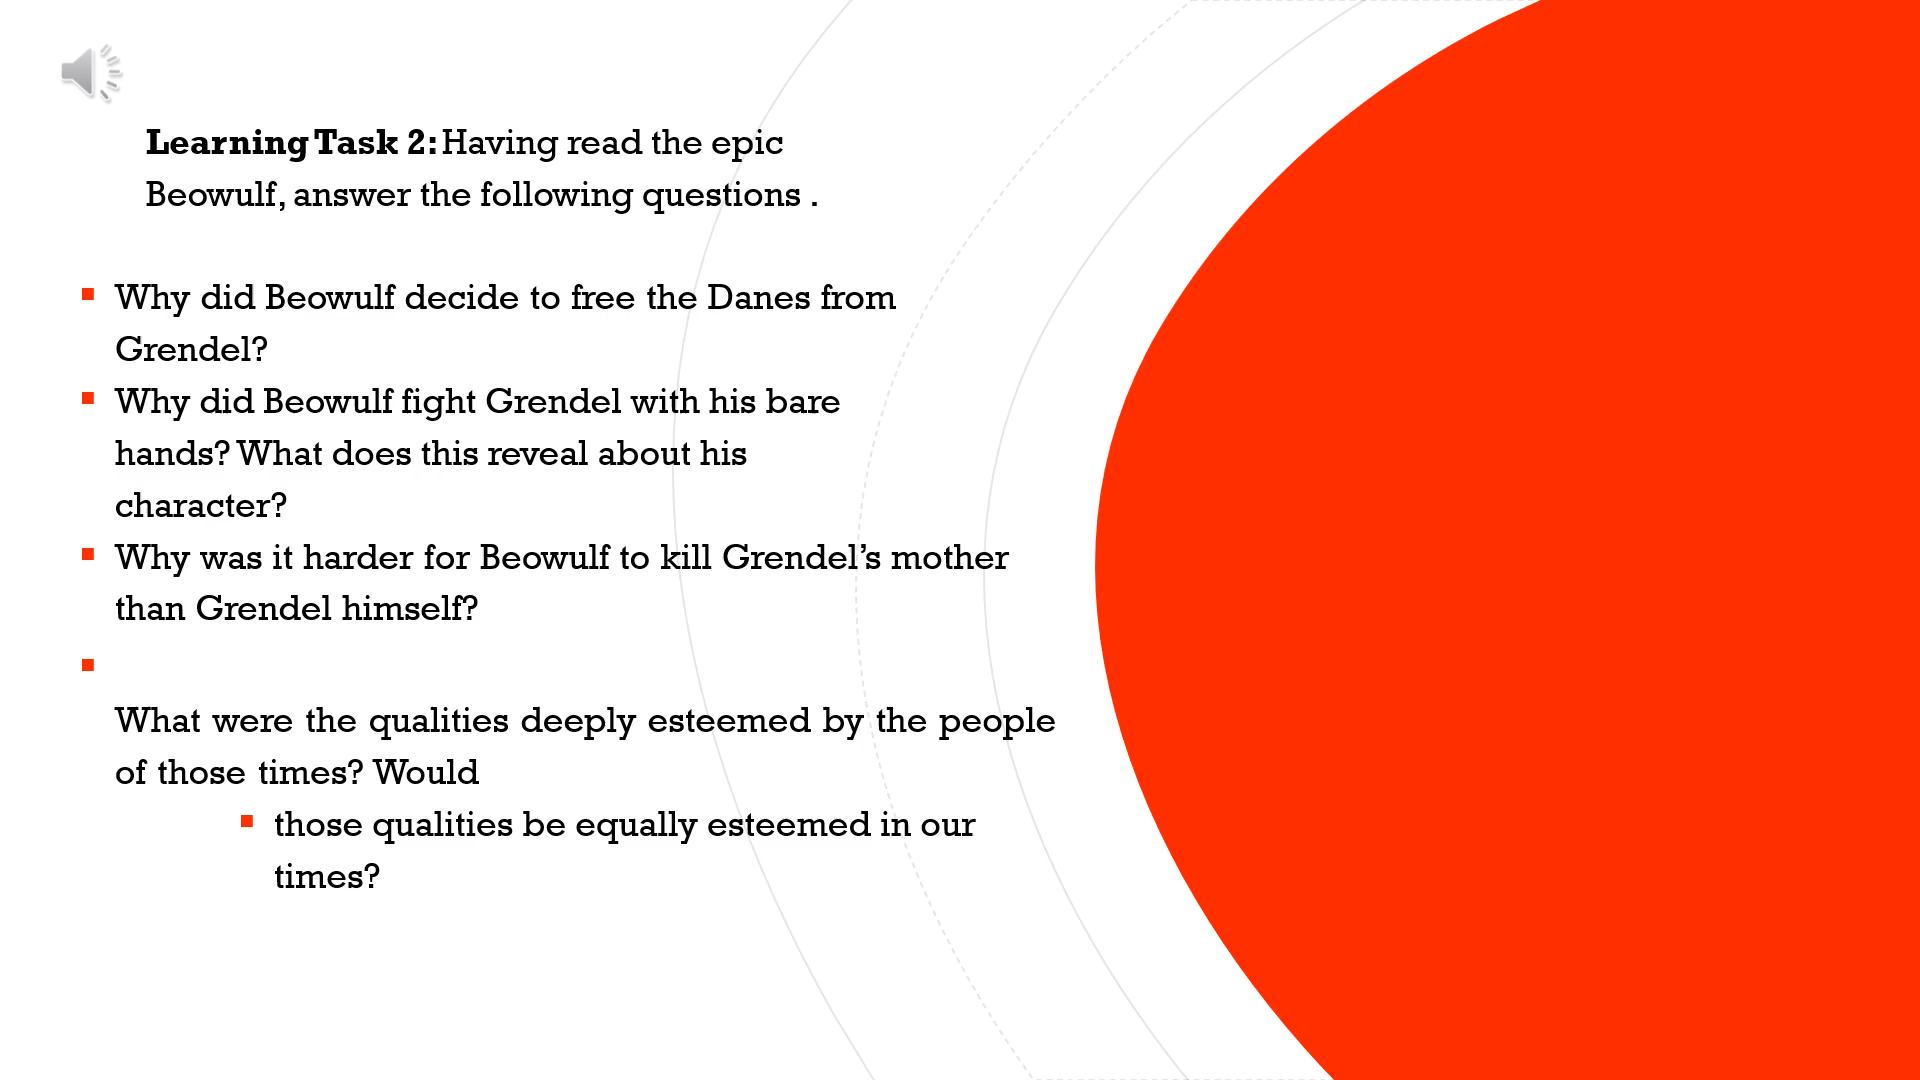 Learning Task 2: Having read the epic
Beowulf, answer the following questions .
▪ Why did Beowulf decide to free the Danes from
Grendel?
▪ Why did Beowulf fight Grendel with his bare
hands? What does this reveal about his
character?
▪ Why was it harder for Beowulf to kill Grendel’s mother
than Grendel himself?
▪
What were the qualities deeply esteemed by the people
of those times? Would
▪ those qualities be equally esteemed in our
times?